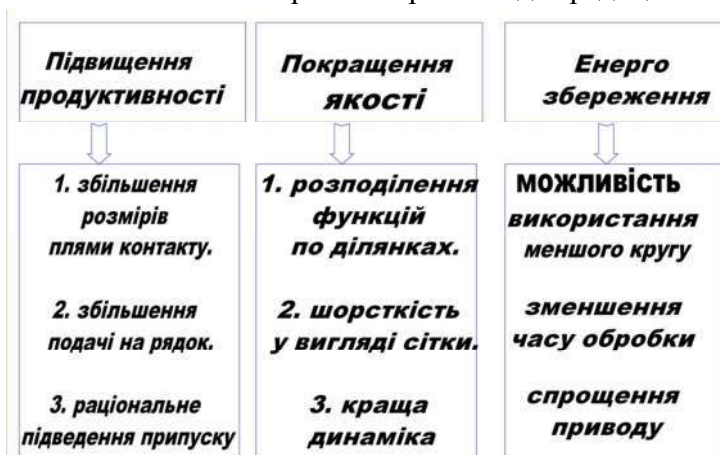 Підвищення
продуктивності
1. збільшення
розмірів
плями контакту.
2. збільшення
подачі на рядок.
3. раціональне
підведення припуску
Покращення
якості
1. розподілення
функцій
по ділянках.
2. шорсткість
у вигляді сітки.
3. краща
динаміка
Енерго
збереження
МОЖЛИВІСТЬ
використання
меншого кругу
зменшення
часу обробки
спрощення
приводу